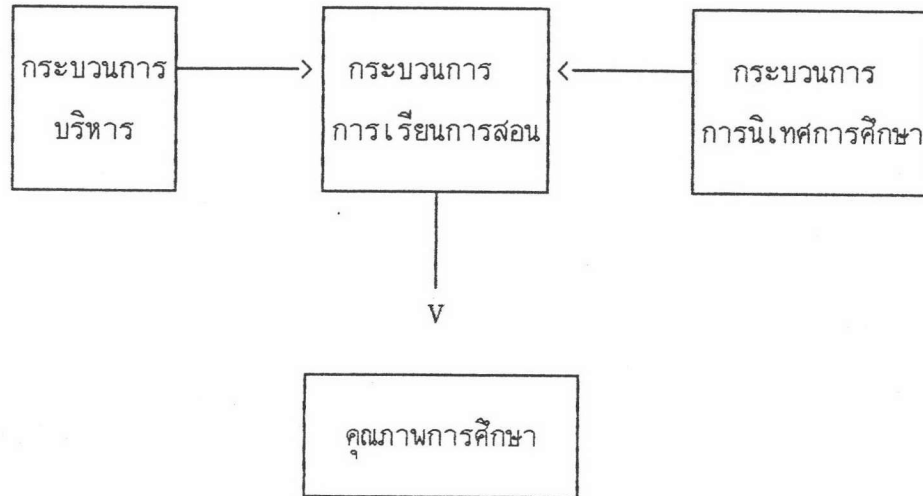 กระบวนการ
บริหาร
กระบวนการ
การเรียนการสอน
กระบวนการ
การนิเทศการศึกษา
คุณภาพการศึกษา